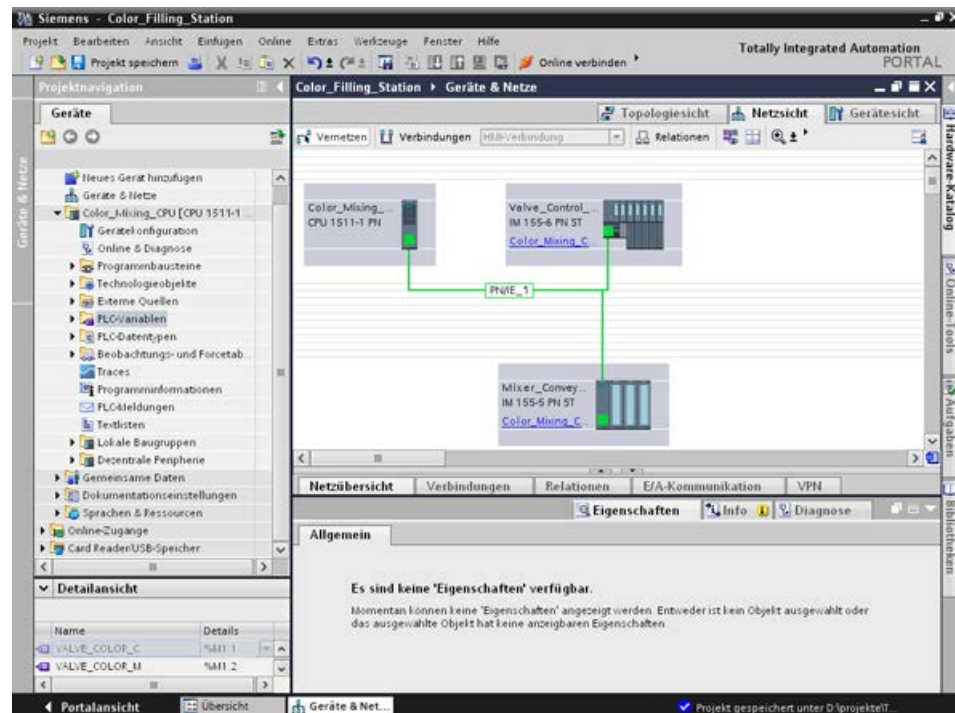 Siemens - Color_Filling_Station
Projekt Bearbeiten Ansicht Einfügen Online Extras Werkzeuge Fenster Hilfe
Totally Integrated Automation
PORTAL
Projekt speichern
Online verbinden
Projektnavigation
Color_Filling_Station ▸ Geräte & Netze
Geräte
Topologiesicht Netzsicht Gerätesicht
Vernetzen Verbindungen HMI-Verbindung Relationen
Geräte & Netze
Neues Gerät hinzufügen
Geräte & Netze
Color_Mixing_CPU [CPU 1511-1
Gerätekonfiguration
Online & Diagnose
Programmbausteine
Technologieobjekte
Externe Quellen
PLC-Variablen
PLC-Datentypen
Beobachtungs- und Forcetab
Traces
Programminformationen
PLC-Meldungen
Textlisten
Lokale Baugruppen
Dezentrale Peripherie
Gemeinsame Daten
Dokumentationseinstellungen
Sprachen & Ressourcen
Online-Zugänge
Card Reader/USB-Speicher
Color_Mixing_...
CPU 1511-1 PN
Valve_Control_...
IM 155-6 PN ST
Color_Mixing_C...
PN/IE_1
Mixer_Convey...
IM 155-5 PN ST
Color_Mixing_C...
Netzübersicht Verbindungen Relationen E/A-Kommunikation VPN
Eigenschaften Info Diagnose
Allgemein
Es sind keine 'Eigenschaften' verfügbar.
Momentan können keine 'Eigenschaften' angezeigt werden. Entweder ist kein Objekt ausgewählt oder
das ausgewählte Objekt hat keine anzeigbaren Eigenschaften.
Detailansicht
Name Details
VALVE_COLOR_C %M1.1
VALVE_COLOR_M %M1.2
Hardware-Katalog
Online-Tools
Aufgaben
Bibliotheken
Portalansicht Übersicht Geräte & Net...
Projekt gespeichert unter D:\projekte\T...